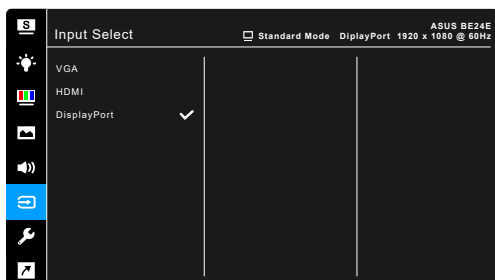 S
ASUS BE24E
Input Select
Standard Mode DiplayPort 1920 x 1080 @ 60Hz
VGA
HDMI
DisplayPort